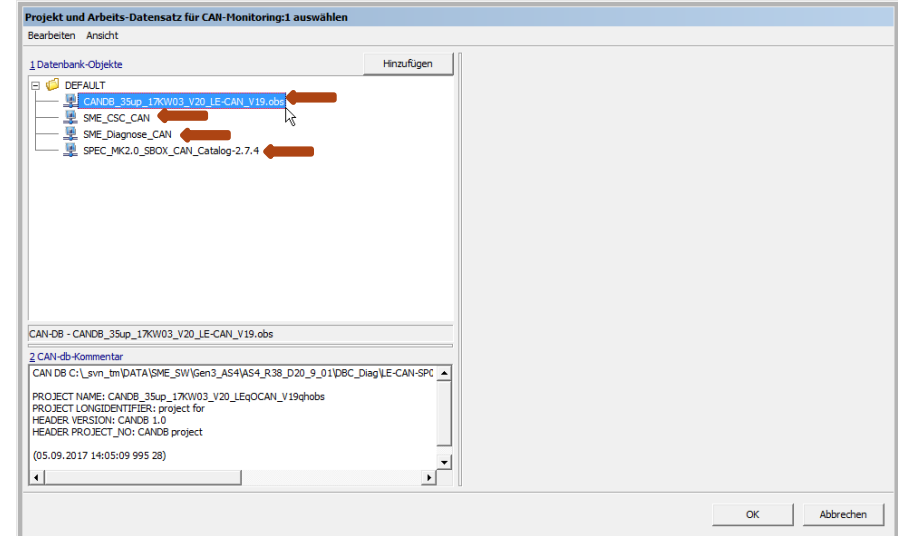 Projekt und Arbeits-Datensatz für CAN-Monitoring:1 auswählen
Bearbeiten Ansicht
1 Datenbank-Objekte
Hinzufügen
DEFAULT
CANDB_35up_17KW03_V20_LE-CAN_V19.obs
SME_CSC_CAN
SME_Diagnose_CAN
SPEC_MK2.0_SBOX_CAN_Catalog-2.7.4
CAN-DB - CANDB_35up_17KW03_V20_LE-CAN_V19.obs
2 CAN-db-Kommentar
CAN DB C:\_svn_tm\DATA\SME_SW\Gen3_AS4\AS4_R38_D20_9_01\DBC_Diag\LE-CAN-SP0
PROJECT NAME: CANDB_35up_17KW03_V20_LEqOCAN_V19qhobs
PROJECT LONGIDENTIFIER: project for
HEADER VERSION: CANDB 1.0
HEADER PROJECT_NO: CANDB project
(05.09.2017 14:05:09 995 28)
OK
Abbrechen